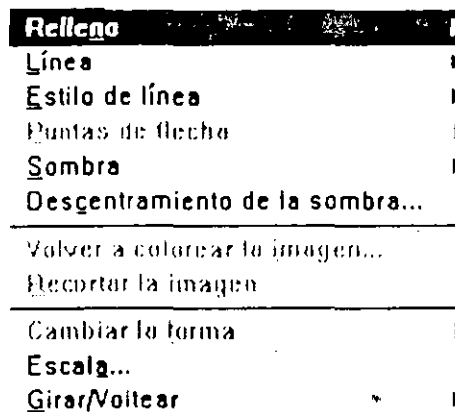 Relleno
Línea
Estilo de línea
Puntas de flecha
Sombra
Descentramiento de la sombra...
Volver a colorear la imagen...
Recortar la imagen
Cambiar la forma
Escala...
Girar/Voltear